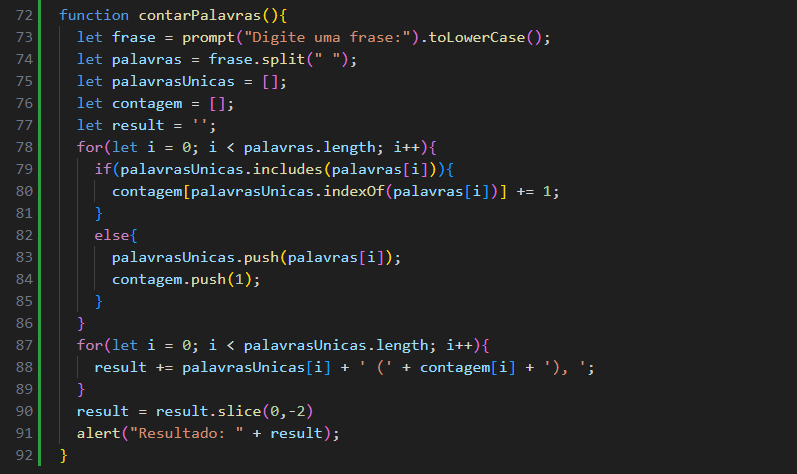 72 function contarPalavras(){
73 let frase = prompt("Digite uma frase:").toLowerCase();
74 let palavras = frase.split(" ");
75 let palavrasUnicas = [];
76 let contagem = [];
77 let result = '';
78 for(let i = 0; i < palavras.length; i++){
79 if(palavrasUnicas.includes(palavras[i])){
80 contagem[palavrasUnicas.indexOf(palavras[i])] += 1;
81 }
82 else{
83 palavrasUnicas.push(palavras[i]);
84 contagem.push(1);
85 }
86 }
87 for(let i = 0; i < palavrasUnicas.length; i++){
88 result += palavrasUnicas[i] + ' (' + contagem[i] + '), ';
89 }
90 result = result.slice(0,-2)
91 alert("Resultado: " + result);
92 }